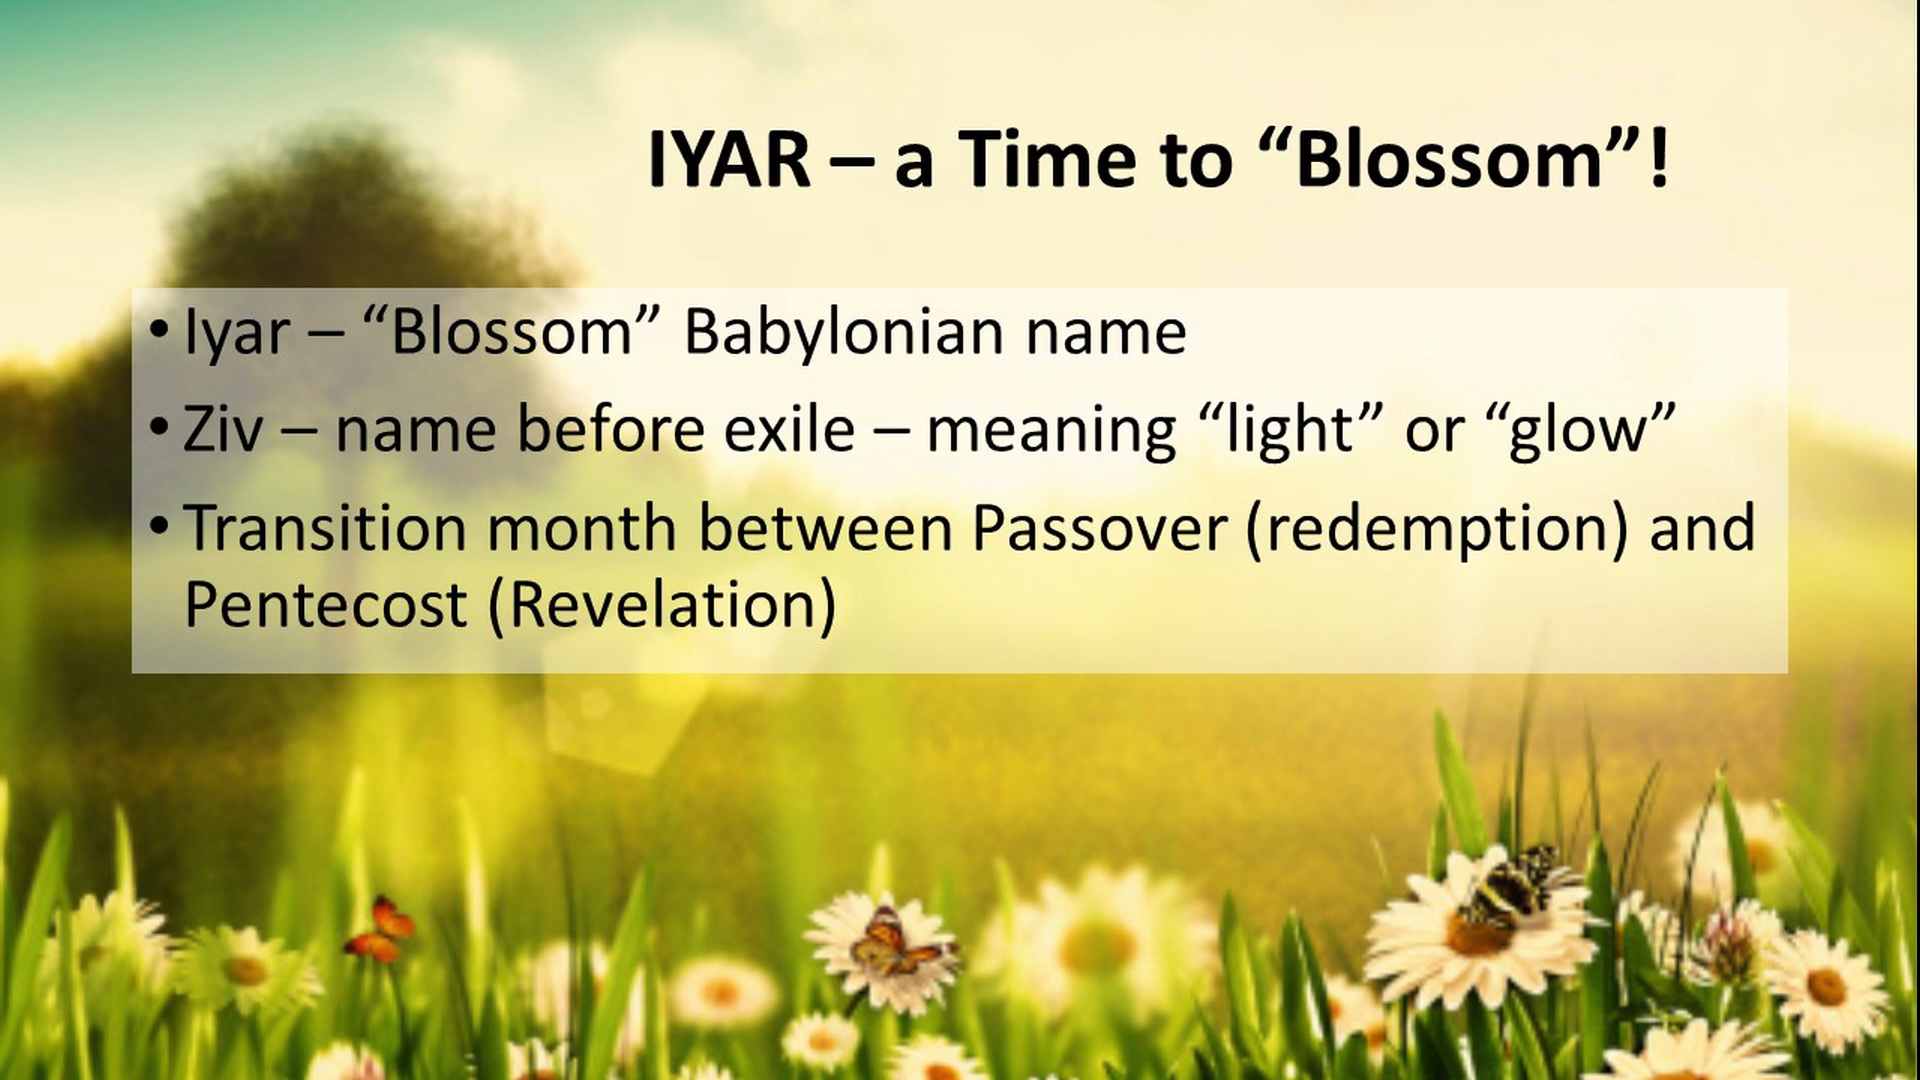 IYAR – a Time to “Blossom”!
• Iyar – “Blossom” Babylonian name
• Ziv – name before exile – meaning “light” or “glow”
• Transition month between Passover (redemption) and
Pentecost (Revelation)